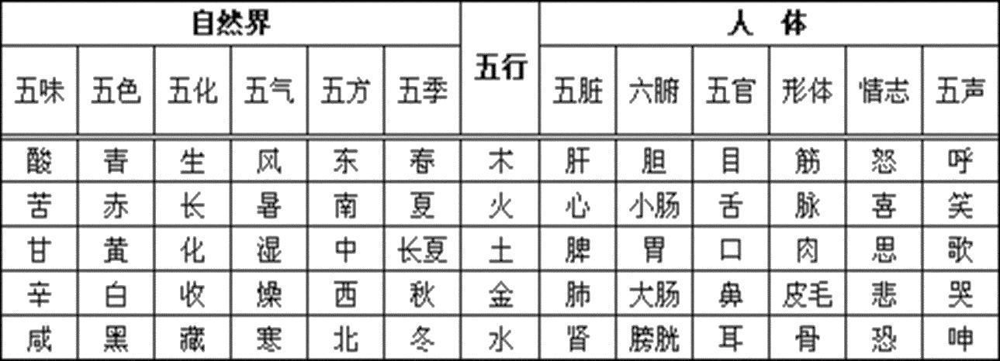 自然界 五行 人 体
五味 五色 五化 五气 五方 五季 五脏 六腑 五官 形体 情志 五声
酸 青 生 风 东 春 木 肝 胆 目 筋 怒 呼
苦 赤 长 暑 南 夏 火 心 小肠 舌 脉 喜 笑
甘 黄 化 湿 中 长夏 土 脾 胃 口 肉 思 歌
辛 白 收 燥 西 秋 金 肺 大肠 鼻 皮毛 悲 哭
咸 黑 藏 寒 北 冬 水 肾 膀胱 耳 骨 恐 呻